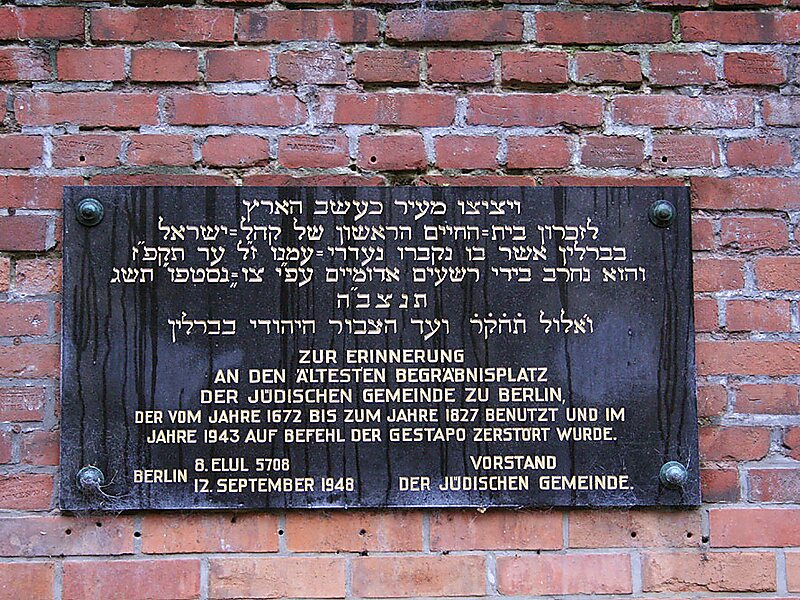 ויציצו מעיר כעשב הארץ
לזכרון בית=החיים הראשון של קהל=ישראל
בברלין אשר בו נקברו נעדרי=עמנו ז"ל עד תקפ"ז
והוא נחרב בידי רשעים ארומים עפ"י צו=גסטפו תשג
תנצב"ה
ועד הצבור היהודי בברלין
ZUR ERINNERUNG
AN DEN ÄLTESTEN BEGRÄBNISPLATZ
DER JÜDISCHEN GEMEINDE ZU BERLIN,
DER VOM JAHRE 1672 BIS ZUM JAHRE 1827 BENUTZT UND IM
JAHRE 1943 AUF BEFEHL DER GESTAPO ZERSTÖRT WURDE.
BERLIN 8. ELUL 5708
12. SEPTEMBER 1948
VORSTAND
DER JÜDISCHEN GEMEINDE.